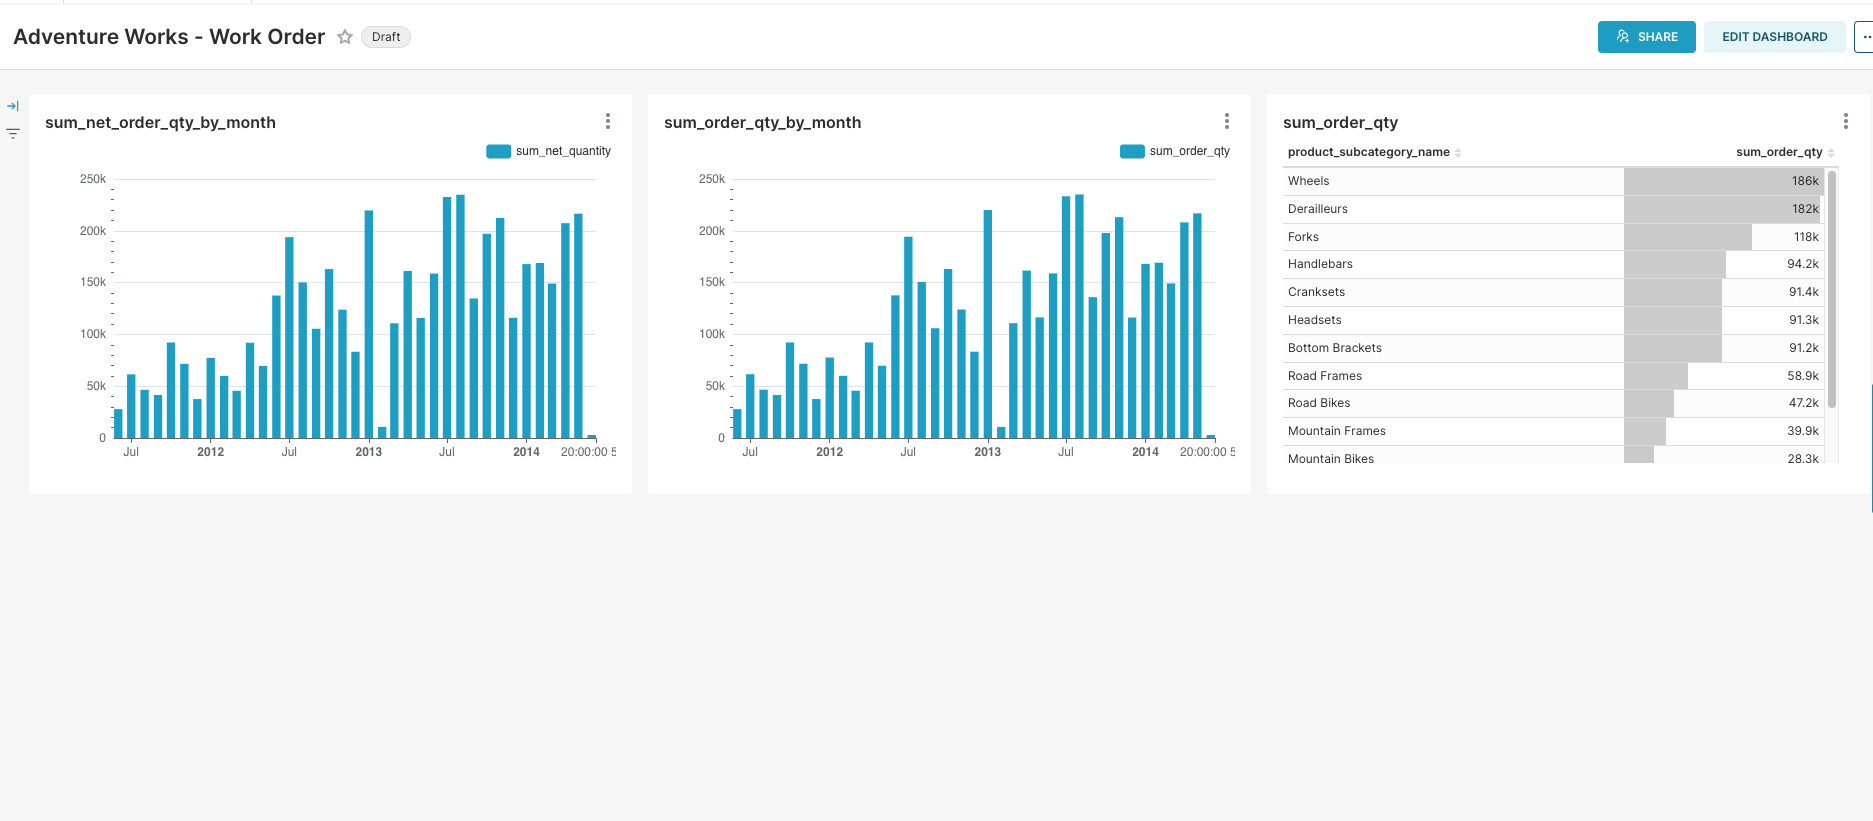 Adventure Works - Work Order
Draft
SHARE
EDIT DASHBOARD
sum_net_order_qty_by_month
sum_net_quantity
250k
200k
150k
100k
50k
0
Jul
2012
Jul
2013
Jul
2014
20:00:00 5
sum_order_qty_by_month
sum_order_qty
250k
200k
150k
100k
50k
0
Jul
2012
Jul
2013
Jul
2014
20:00:00 5
sum_order_qty
product_subcategory_name sum_order_qty
Wheels 186k
Derailleurs 182k
Forks 118k
Handlebars 94.2k
Cranksets 91.4k
Headsets 91.3k
Bottom Brackets 91.2k
Road Frames 58.9k
Road Bikes 47.2k
Mountain Frames 39.9k
Mountain Bikes 28.3k